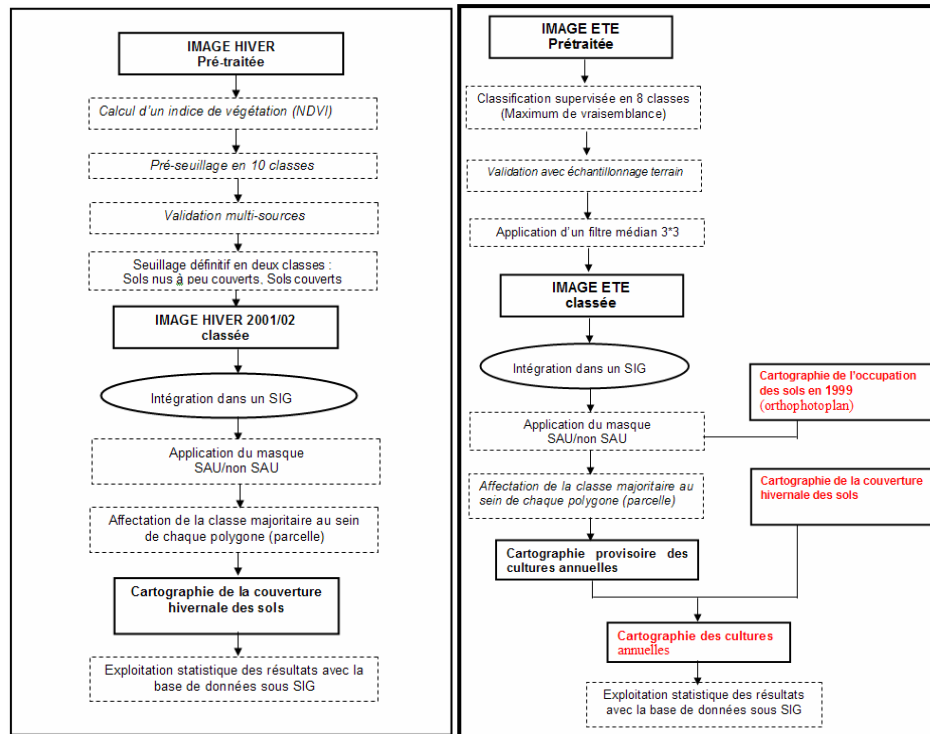 IMAGE HIVER
Pré-traitée
Calcul d'un indice de végétation (NDVI)
Pré-seuillage en 10 classes
Validation multi-sources
Seuillage définitif en deux classes :
Sols nus à peu couverts, Sols couverts
IMAGE HIVER 2001/02
classée
Intégration dans un SIG
Application du masque
SAU/non SAU
Affectation de la classe majoritaire au sein
de chaque polygone (parcelle)
Cartographie de la couverture
hivernale des sols
Exploitation statistique des résultats avec la
base de données sous SIG
IMAGE ETE
Prétraitée
Classification supervisée en 8 classes
(Maximum de vraisemblance)
Validation avec échantillonnage terrain
Application d'un filtre médian 3*3
IMAGE ETE
classée
Intégration dans un SIG
Cartographie de l'occupation
des sols en 1999
(orthophotoplan)
Application du masque
SAU/non SAU
Cartographie de la couverture
hivernale des sols
Affectation de la classe majoritaire au
sein de chaque polygone (parcelle)
Cartographie provisoire des
cultures annuelles
Cartographie des cultures
annuelles
Exploitation statistique des résultats
avec la base de données sous SIG